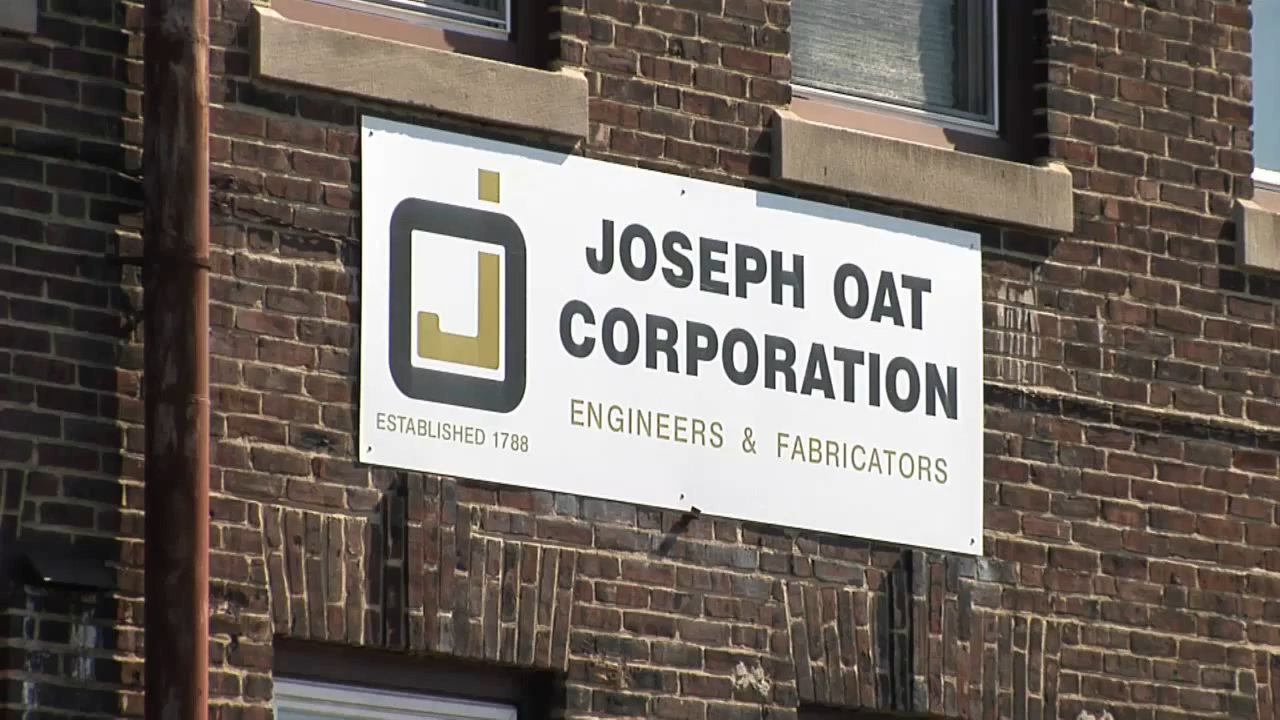 JOSEPH OAT
CORPORATION
ENGINEERS & FABRICATORS
ESTABLISHED 1788